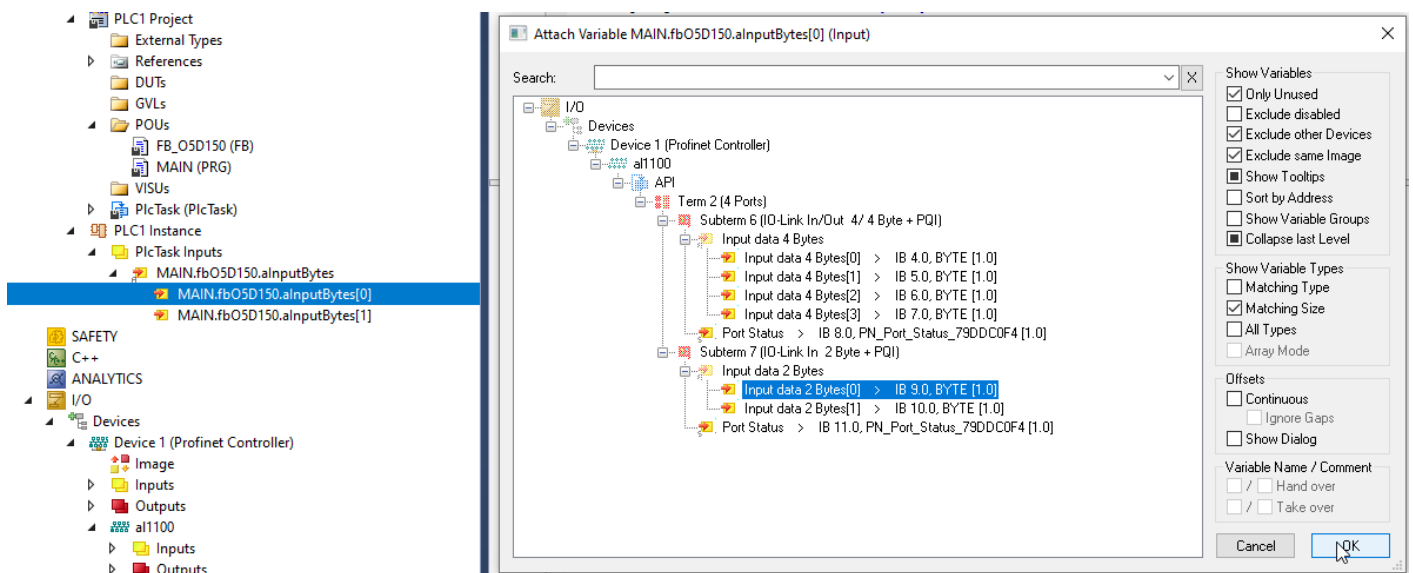 PLC1 Project
External Types
References
DUTs
GVLs
POUs
FB_O5D150 (FB)
MAIN (PRG)
VISUs
PlcTask (PlcTask)
PLC1 Instance
PlcTask Inputs
MAIN.fbO5D150.aInputBytes
MAIN.fbO5D150.aInputBytes[0]
MAIN.fbO5D150.aInputBytes[1]
SAFETY
C++
ANALYTICS
I/O
Devices
Device 1 (Profinet Controller)
Image
Inputs
Outputs
al1100
Inputs
Outputs
Attach Variable MAIN.fbO5D150.aInputBytes[0] (Input)
Search:
X
I/O
Devices
Device 1 (Profinet Controller)
al1100
API
Term 2 (4 Ports)
Subterm 6 (IO-Link In/Out 4/ 4 Byte + PQI)
Input data 4 Bytes
Input data 4 Bytes[0] > IB 4.0, BYTE [1.0]
Input data 4 Bytes[1] > IB 5.0, BYTE [1.0]
Input data 4 Bytes[2] > IB 6.0, BYTE [1.0]
Input data 4 Bytes[3] > IB 7.0, BYTE [1.0]
Port Status > IB 8.0, PN_Port_Status_79DDC0F4 [1.0]
Subterm 7 (IO-Link In 2 Byte + PQI)
Input data 2 Bytes
Input data 2 Bytes[0] > IB 9.0, BYTE [1.0]
Input data 2 Bytes[1] > IB 10.0, BYTE [1.0]
Port Status > IB 11.0, PN_Port_Status_79DDC0F4 [1.0]
Show Variables
Only Unused
Exclude disabled
Exclude other Devices
Exclude same Image
Show Tooltips
Sort by Address
Show Variable Groups
Collapse last Level
Show Variable Types
Matching Type
Matching Size
All Types
Array Mode
Offsets
Continuous
Ignore Gaps
Show Dialog
Variable Name / Comment
/ Hand over
/ Take over
Cancel
OK